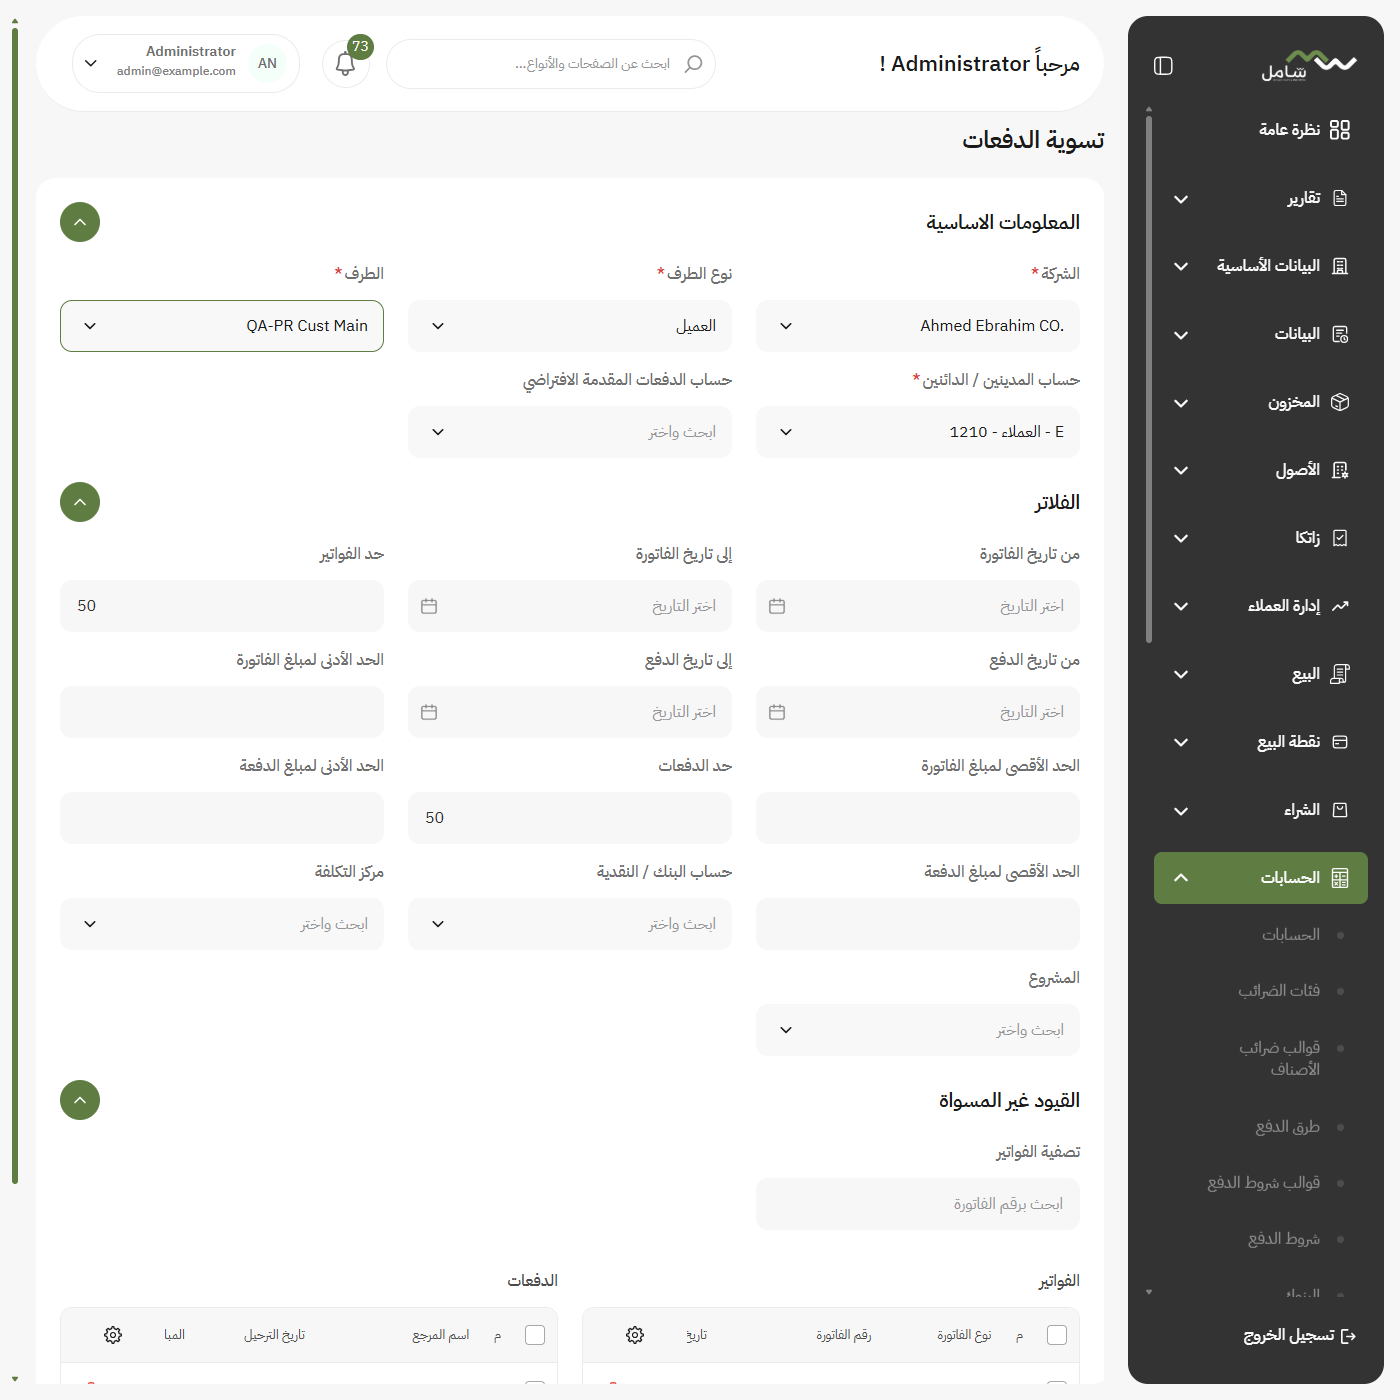 شامل
نظرة عامة
تقارير
البيانات الأساسية
البيانات
المخزون
الأصول
زاتكا
إدارة العملاء
البيع
نقطة البيع
الشراء
الحسابات
الحسابات
فئات الضرائب
قوالب ضرائب
الأصناف
طرق الدفع
قوالب شروط الدفع
شروط الدفع
البنوك
تسجيل الخروج
مرحباً Administrator !
ابحث عن الصفحات والأنواع...
73
AN
Administrator
admin@example.com
تسوية الدفعات
المعلومات الاساسية
الشركة *
نوع الطرف *
الطرف *
Ahmed Ebrahim CO.
العميل
QA-PR Cust Main
حساب المدينين / الدائنين *
حساب الدفعات المقدمة الافتراضي
1210 - العملاء - E
ابحث واختر
الفلاتر
من تاريخ الفاتورة
إلى تاريخ الفاتورة
حد الفواتير
اختر التاريخ
اختر التاريخ
50
من تاريخ الدفع
إلى تاريخ الدفع
الحد الأدنى لمبلغ الفاتورة
اختر التاريخ
اختر التاريخ
الحد الأقصى لمبلغ الفاتورة
حد الدفعات
الحد الأدنى لمبلغ الدفعة
50
الحد الأقصى لمبلغ الدفعة
حساب البنك / النقدية
مركز التكلفة
ابحث واختر
ابحث واختر
المشروع
ابحث واختر
القيود غير المسواة
تصفية الفواتير
ابحث برقم الفاتورة
الفواتير
م
نوع الفاتورة
رقم الفاتورة
تاريخ
الدفعات
م
اسم المرجع
تاريخ الترحيل
المبا